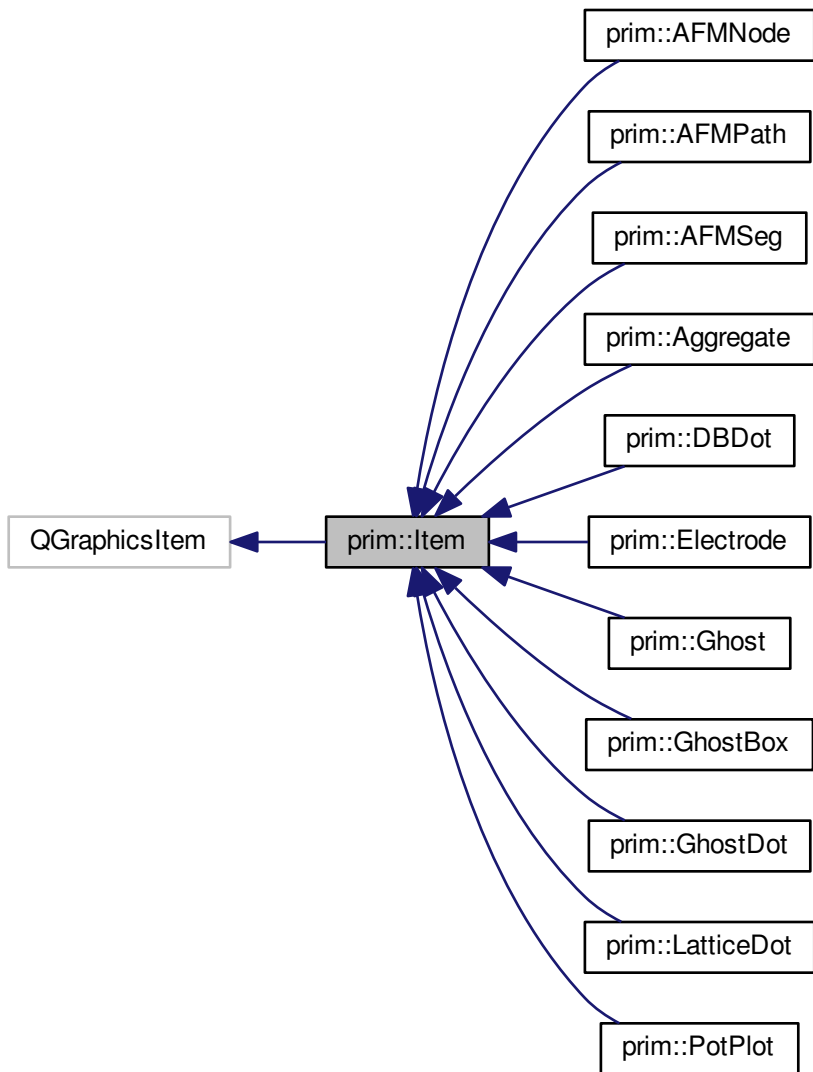 prim::AFMNode
prim::AFMPath
prim::AFMSeg
prim::Aggregate
prim::DBDot
QGraphicsItem
prim::Item
prim::Electrode
prim::Ghost
prim::GhostBox
prim::GhostDot
prim::LatticeDot
prim::PotPlot